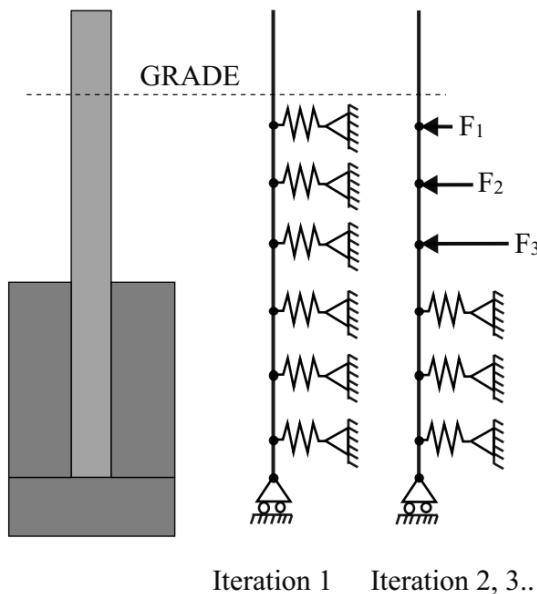 GRADE
F1
F2
F3
Iteration 1
Iteration 2, 3..